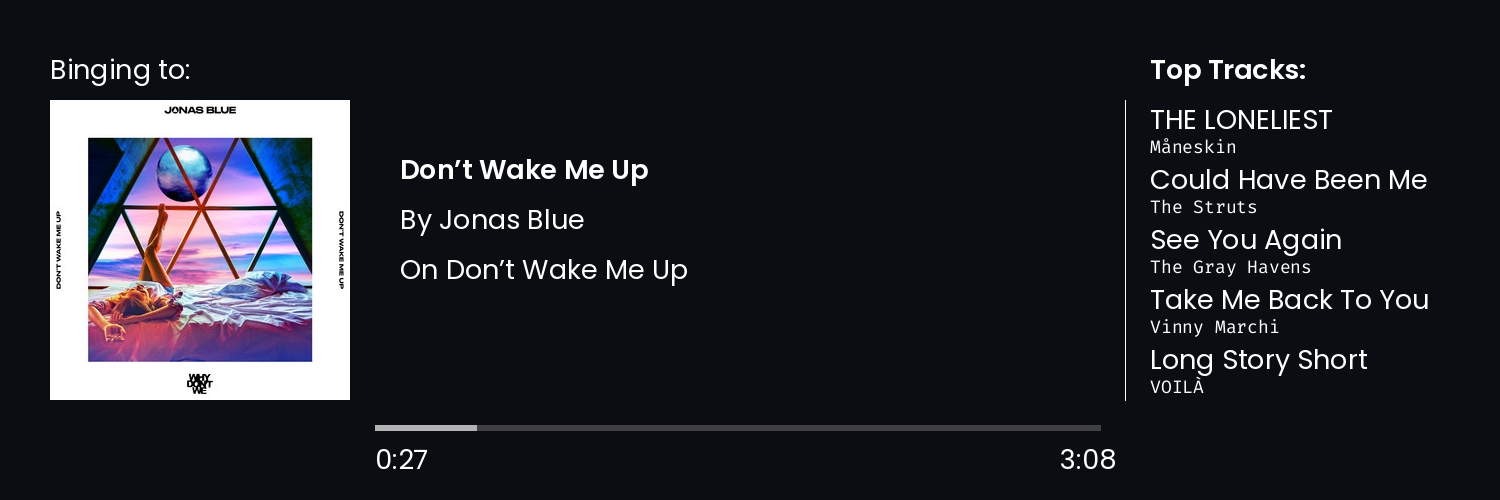 Binging to:
JONAS BLUE
DON'T WAKE ME UP
DON'T WAKE ME UP
WHY
DON'T
WE
Don’t Wake Me Up
By Jonas Blue
On Don’t Wake Me Up
0:27
3:08
Top Tracks:
THE LONELIEST
Måneskin
Could Have Been Me
The Struts
See You Again
The Gray Havens
Take Me Back To You
Vinny Marchi
Long Story Short
VOILÀ